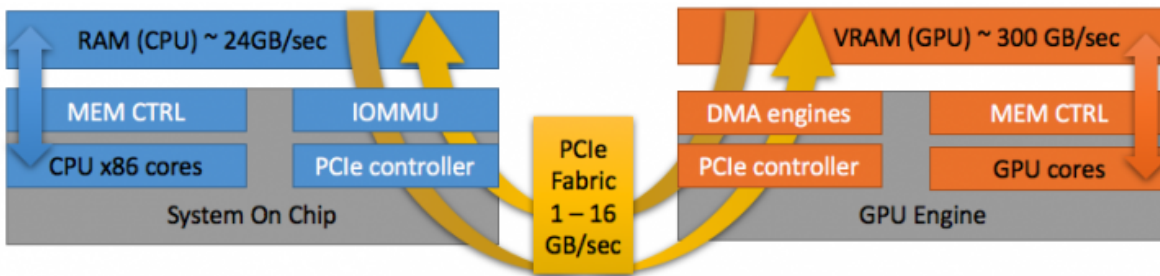 RAM (CPU) ~ 24GB/sec
MEM CTRL
IOMMU
CPU x86 cores
PCIe controller
System On Chip
PCIe
Fabric
1 – 16
GB/sec
VRAM (GPU) ~ 300 GB/sec
DMA engines
MEM CTRL
PCIe controller
GPU cores
GPU Engine